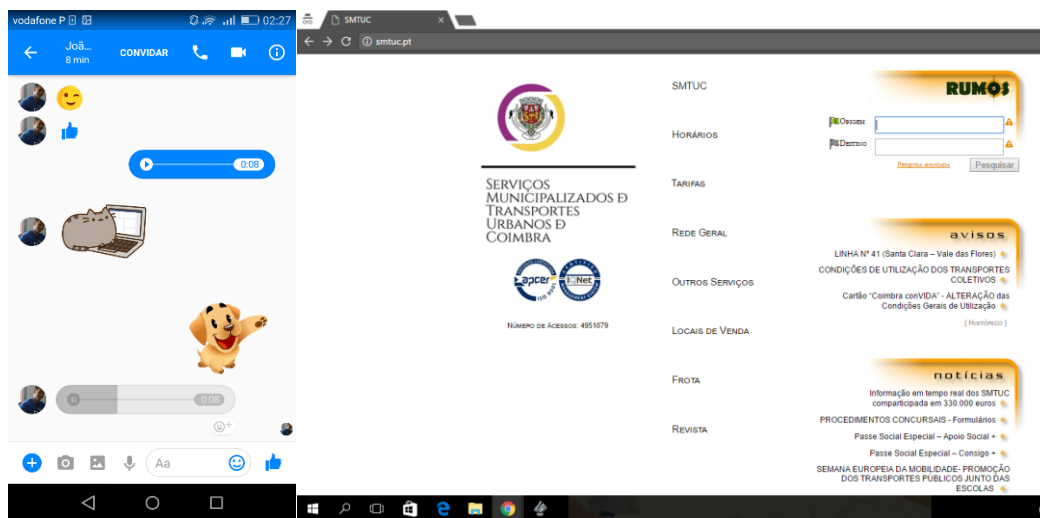 vodafone P
02:27
Joã...
8 min
CONVIDAR
0:08
0:08
Aa
SMTUC
smtuc.pt
SERVIÇOS
MUNICIPALIZADOS D
TRANSPORTES
URBANOS D
COIMBRA
apcer
IQNet
ISO 9001
NÚMERO DE ACESSOS: 4951079
SMTUC
HORÁRIOS
TARIFAS
REDE GERAL
OUTROS SERVIÇOS
LOCAIS DE VENDA
FROTA
REVISTA
RUMOS
ORIGEM
DESTINO
PESQUISA AVANÇADA
Pesquisar
avisos
LINHA Nº 41 (Santa Clara – Vale das Flores)
CONDIÇÕES DE UTILIZAÇÃO DOS TRANSPORTES
COLETIVOS
Cartão "Coimbra conVIDA" - ALTERAÇÃO das
Condições Gerais de Utilização
[ HISTÓRICO ]
notícias
Informação em tempo real dos SMTUC
comparticipada em 330.000 euros
PROCEDIMENTOS CONCURSAIS - Formulários
Passe Social Especial – Apoio Social +
Passe Social Especial – Consigo +
SEMANA EUROPEIA DA MOBILIDADE- PROMOÇÃO
DOS TRANSPORTES PÚBLICOS JUNTO DAS
ESCOLAS